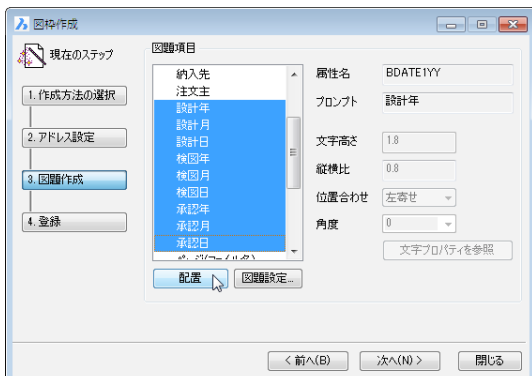 図枠作成
現在のステップ
1.作成方法の選択
2.アドレス設定
3.図題作成
4.登録
図題項目
納入先
注文主
設計年
設計月
設計日
検図年
検図月
検図日
承認年
承認月
承認日
配置
図題設定...
属性名
BDATE1YY
プロンプト
設計年
文字高さ
1.8
縦横比
0.8
位置合わせ
左寄せ
角度
0
文字プロパティを参照
< 前へ(B)
次へ(N) >
閉じる